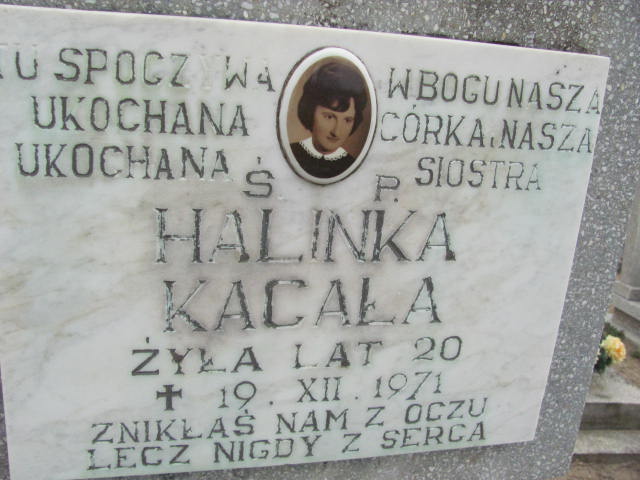 TU SPOCZYWA W BOGU NASZA
UKOCHANA CÓRKA I NASZA
UKOCHANA SIOSTRA
Ś. P.
HALINKA
KACAŁA
ŻYŁA LAT 20
✝ 19. XII. 1971
ZNIKŁAŚ NAM Z OCZU
LECZ NIGDY Z SERCA